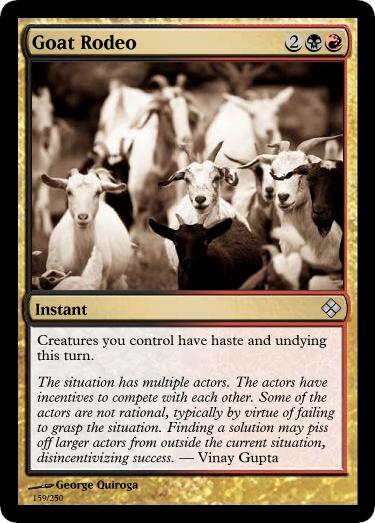 Goat Rodeo 2
Instant
Creatures you control have haste and undying
this turn.
The situation has multiple actors. The actors have
incentives to compete with each other. Some of the
actors are not rational, typically by virtue of failing
to grasp the situation. Finding a solution may piss
off larger actors from outside the current situation,
disincentivizing success. — Vinay Gupta
George Quiroga
159/250